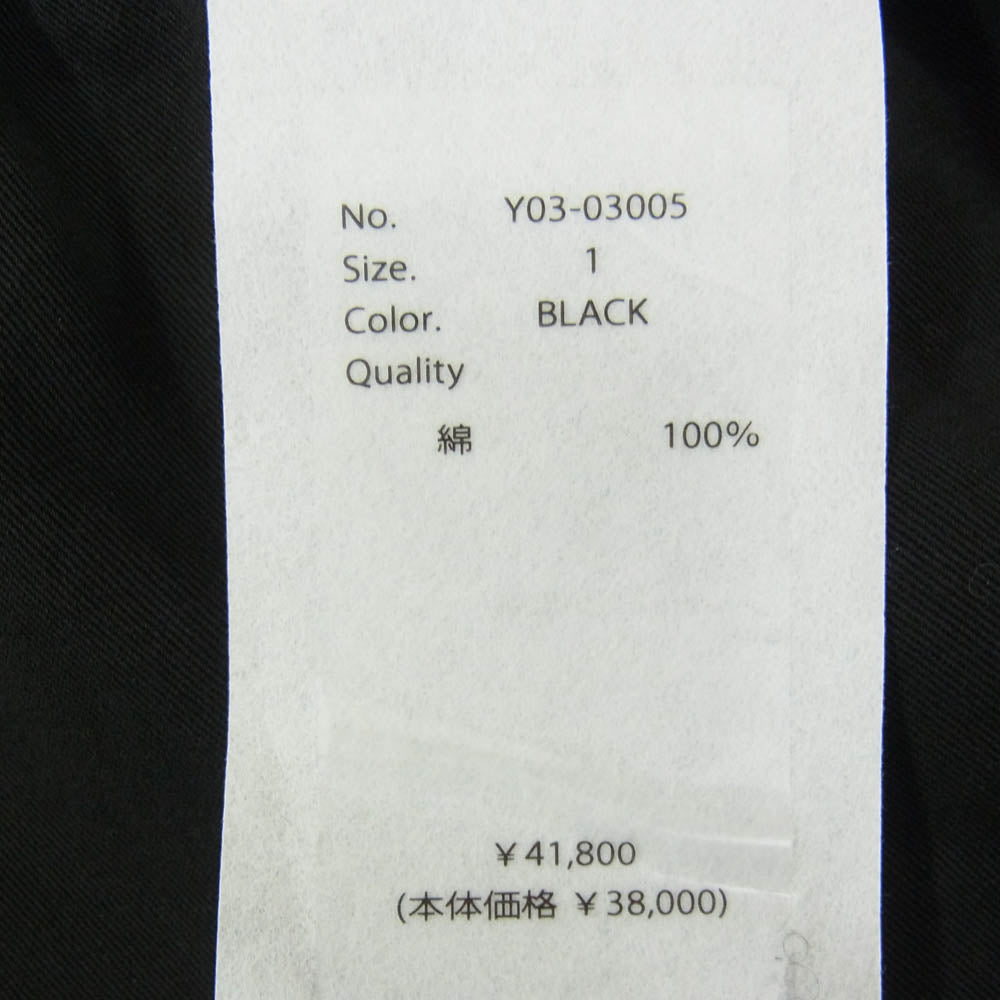 No. Y03-03005
Size. 1
Color. BLACK
Quality
綿 100%
￥41,800
(本体価格 ￥38,000)